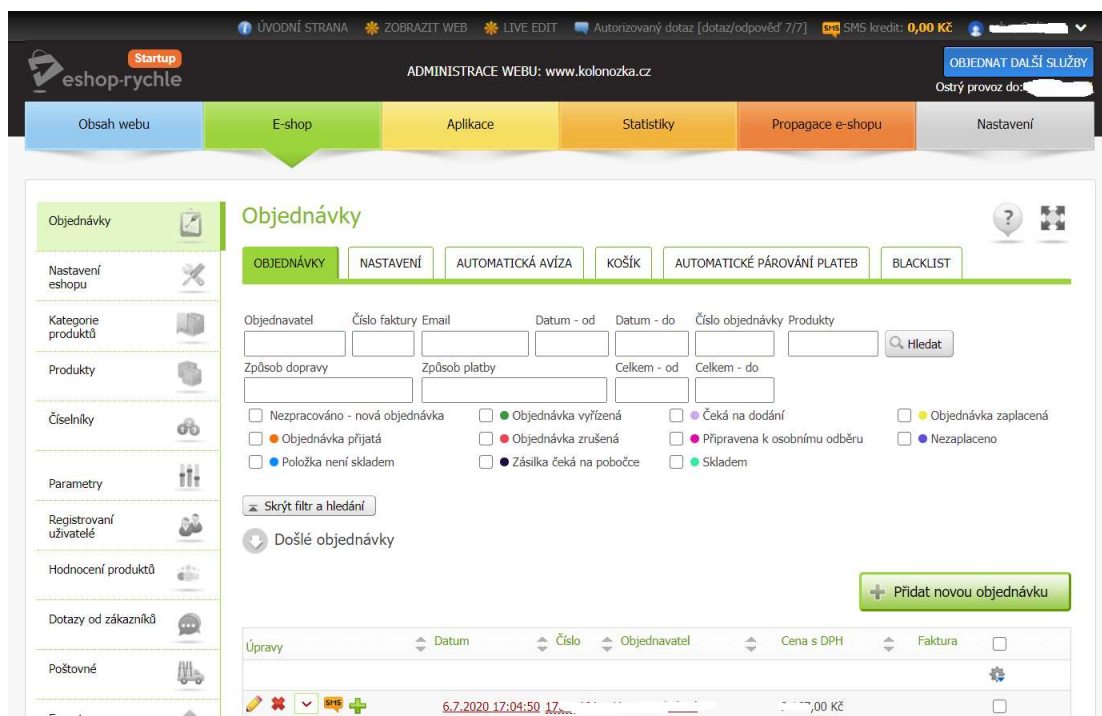 ÚVODNÍ STRANA ZOBRAZIT WEB LIVE EDIT Autorizovaný dotaz [dotaz/odpověď 7/7] SMS SMS kredit: 0,00 Kč
Startup
eshop-rychle
ADMINISTRACE WEBU: www.kolonozka.cz
OBJEDNAT DALŠÍ SLUŽBY
Ostrý provoz do:
Obsah webu E-shop Aplikace Statistiky Propagace e-shopu Nastavení
Objednávky
Nastavení
eshopu
Kategorie
produktů
Produkty
Číselníky
Parametry
Registrovaní
uživatelé
Hodnocení produktů
Dotazy od zákazníků
Poštovné
Objednávky
?
OBJEDNÁVKY NASTAVENÍ AUTOMATICKÁ AVÍZA KOŠÍK AUTOMATICKÉ PÁROVÁNÍ PLATEB BLACKLIST
Objednavatel Číslo faktury Email Datum - od Datum - do Číslo objednávky Produkty
Hledat
Způsob dopravy Způsob platby Celkem - od Celkem - do
Nezpracováno - nová objednávka Objednávka vyřízená Čeká na dodání Objednávka zaplacená
Objednávka přijatá Objednávka zrušená Připravena k osobnímu odběru Nezaplaceno
Položka není skladem Zásilka čeká na pobočce Skladem
Skrýt filtr a hledání
Došlé objednávky
Přidat novou objednávku
Úpravy Datum Číslo Objednavatel Cena s DPH Faktura
SMS 6.7.2020 17:04:50 17 ,00 Kč